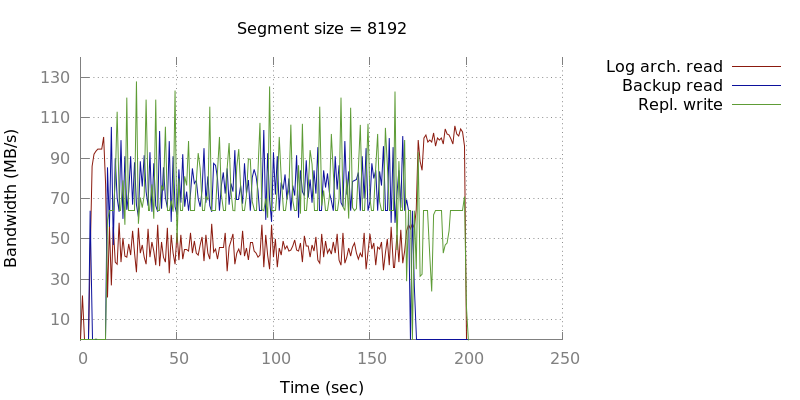 Segment size = 8192
Log arch. read
Backup read
Repl. write
Bandwidth (MB/s)
130
110
90
70
50
30
10
0 50 100 150 200 250
Time (sec)